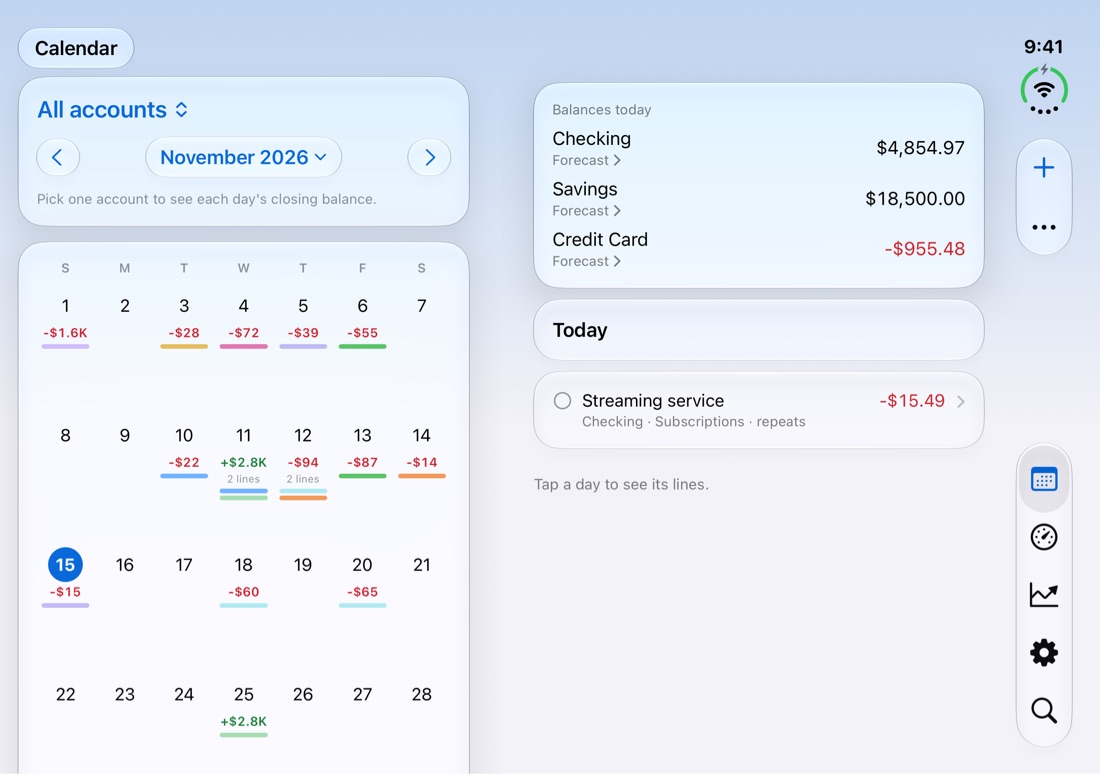 Calendar
All accounts
November 2026
Pick one account to see each day's closing balance.
S M T W T F S
1 2 3 4 5 6 7
-$1.6K -$28 -$72 -$39 -$55
8 9 10 11 12 13 14
-$22 +$2.8K -$94 -$87 -$14
2 lines 2 lines
15 16 17 18 19 20 21
-$15 -$60 -$65
22 23 24 25 26 27 28
+$2.8K
Balances today
Checking $4,854.97
Forecast
Savings $18,500.00
Forecast
Credit Card -$955.48
Forecast
Today
Streaming service -$15.49
Checking · Subscriptions · repeats
Tap a day to see its lines.
9:41